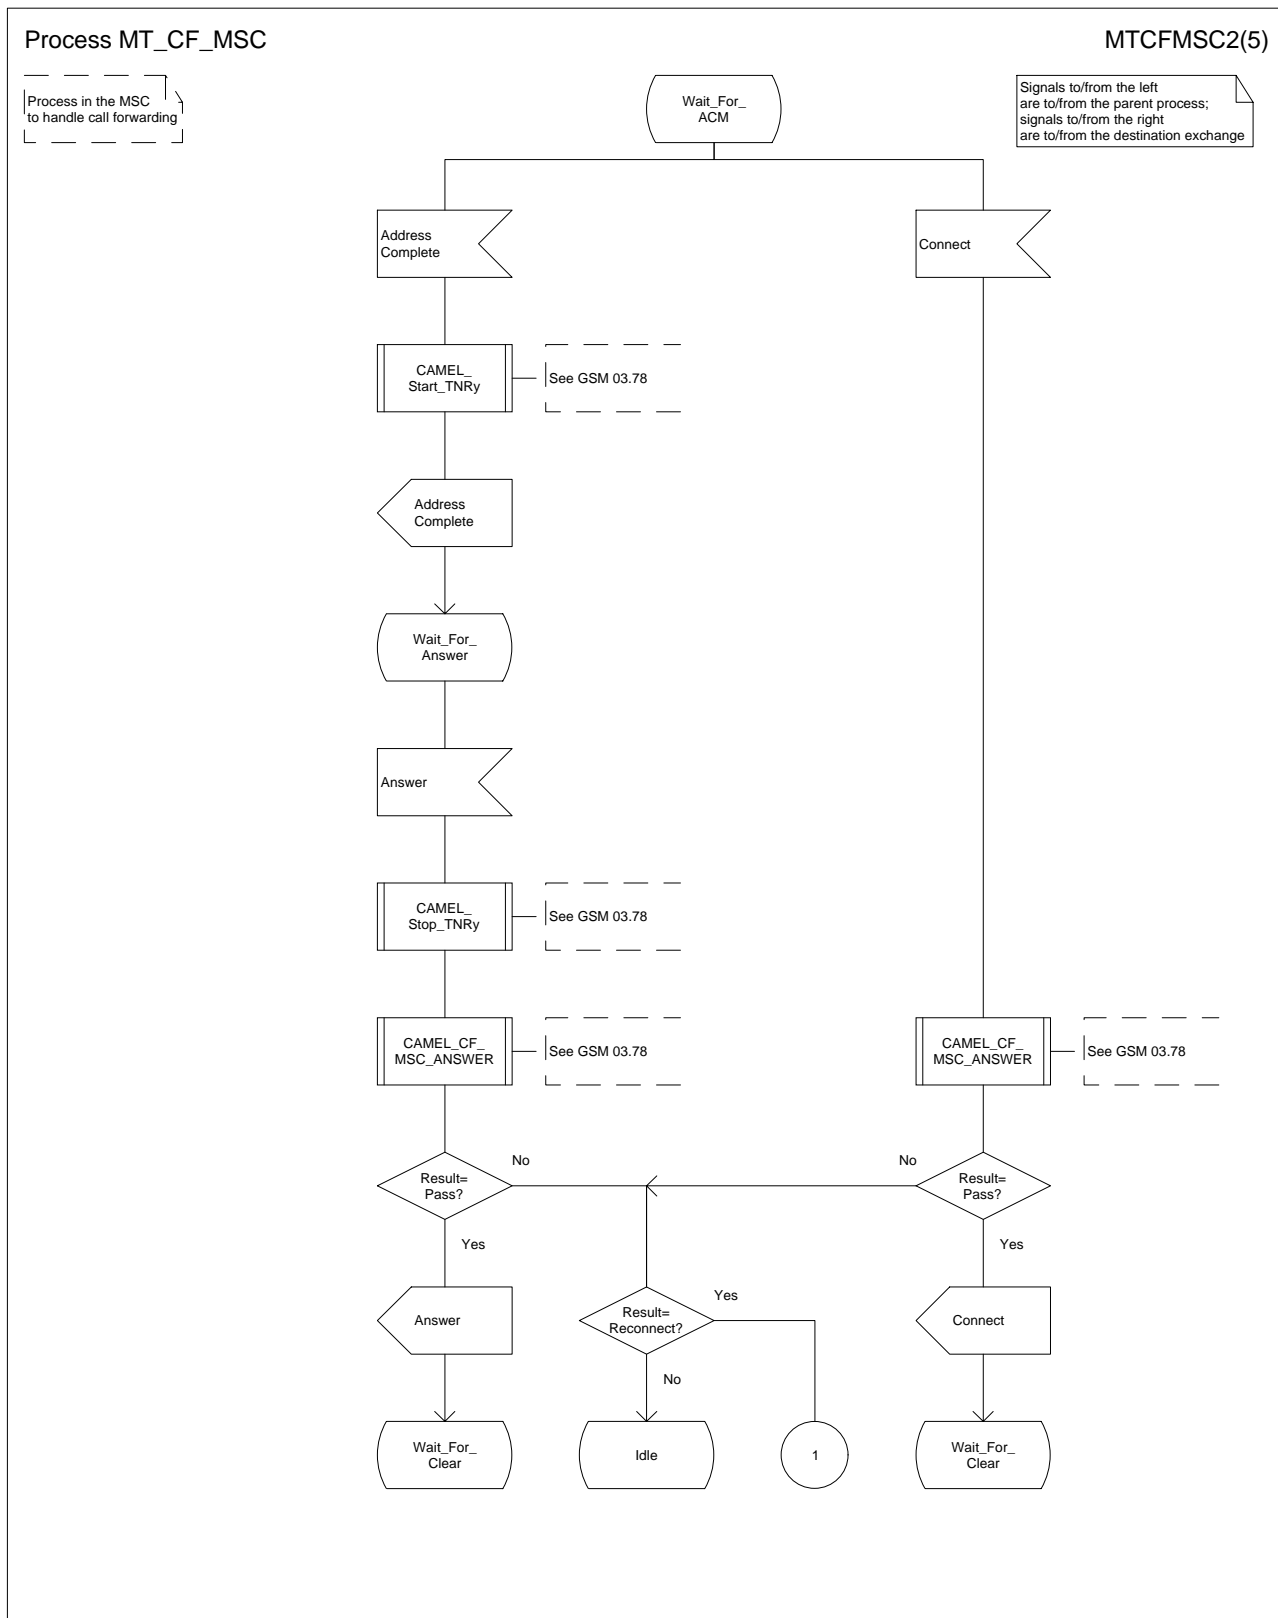 Process MT_CF_MSC
MTCFMSC2(5)
Process in the MSC
to handle call forwarding
Wait_For_
ACM
Signals to/from the left
are to/from the parent process;
signals to/from the right
are to/from the destination exchange
Address
Complete
Connect
CAMEL_
Start_TNRy
See GSM 03.78
Address
Complete
Wait_For_
Answer
Answer
CAMEL_
Stop_TNRy
See GSM 03.78
CAMEL_CF_
MSC_ANSWER
See GSM 03.78
CAMEL_CF_
MSC_ANSWER
See GSM 03.78
Result=
Pass?
No
No
Result=
Pass?
Yes
Yes
Answer
Result=
Reconnect?
Yes
Connect
No
Wait_For_
Clear
Idle
1
Wait_For_
Clear